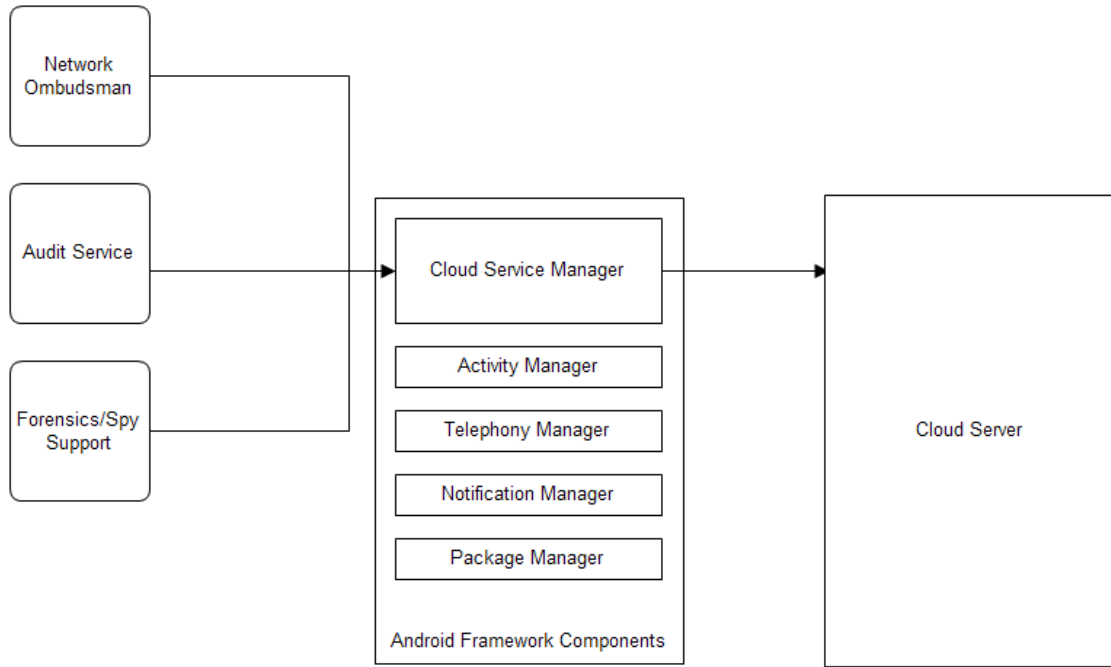 Network
Ombudsman
Audit Service
Forensics/Spy
Support
Cloud Service Manager
Activity Manager
Telephony Manager
Notification Manager
Package Manager
Android Framework Components
Cloud Server